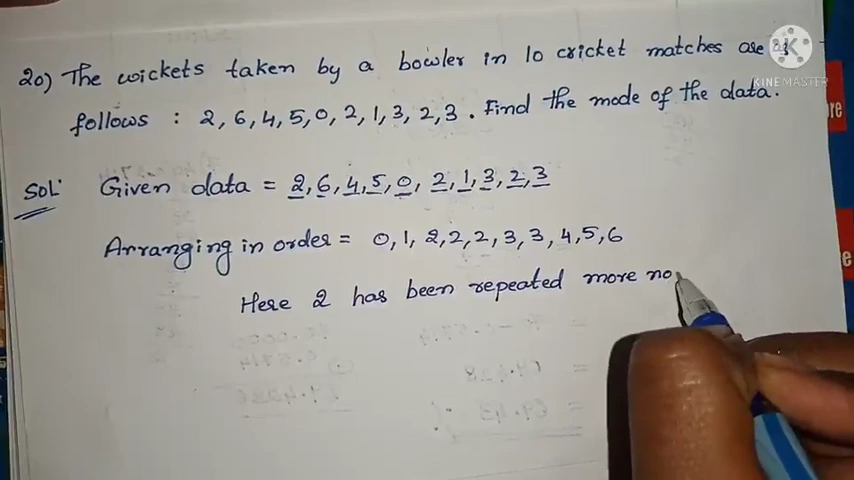 20) The wickets taken by a bowler in 10 cricket matches are as
follows : 2, 6, 4, 5, 0, 2, 1, 3, 2, 3. Find the mode of the data.
Sol: Given data = 2, 6, 4, 5, 0, 2, 1, 3, 2, 3
Arranging in order = 0, 1, 2, 2, 2, 3, 3, 4, 5, 6
Here 2 has been repeated more no
KINEMASTER